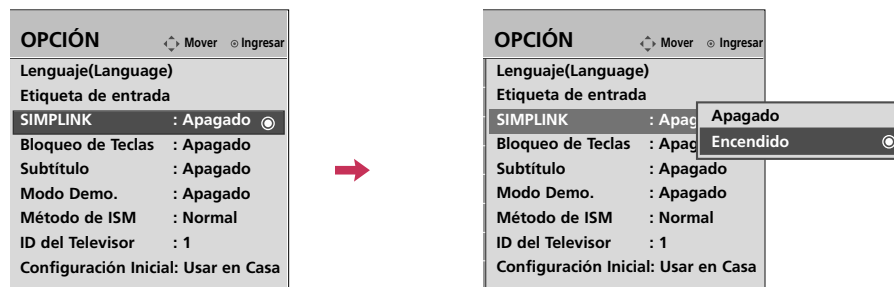 OPCIÓN Mover Ingresar
Lenguaje(Language)
Etiqueta de entrada
SIMPLINK : Apagado
Bloqueo de Teclas : Apagado
Subtítulo : Apagado
Modo Demo. : Apagado
Método de ISM : Normal
ID del Televisor : 1
Configuración Inicial: Usar en Casa
OPCIÓN Mover Ingresar
Lenguaje(Language)
Etiqueta de entrada
SIMPLINK : Apag
Bloqueo de Teclas : Apag
Subtítulo : Apagado
Modo Demo. : Apagado
Método de ISM : Normal
ID del Televisor : 1
Configuración Inicial: Usar en Casa
Apagado
Encendido